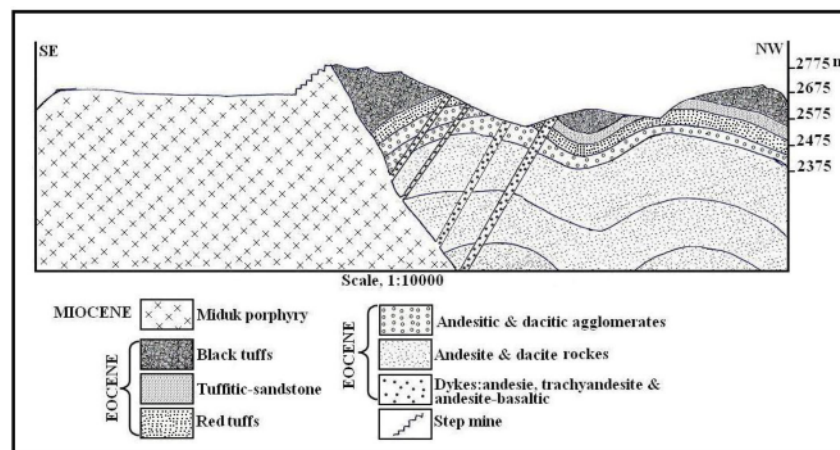 SE
NW
2775 m
2675
2575
2475
2375
Scale, 1:10000
MIOCENE
Miduk porphyry
EOCENE
Black tuffs
Tuffitic-sandstone
Red tuffs
EOCENE
Andesitic & dacitic agglomerates
Andesite & dacite rockes
Dykes:andesie, trachyandesite &
andesite-basaltic
Step mine